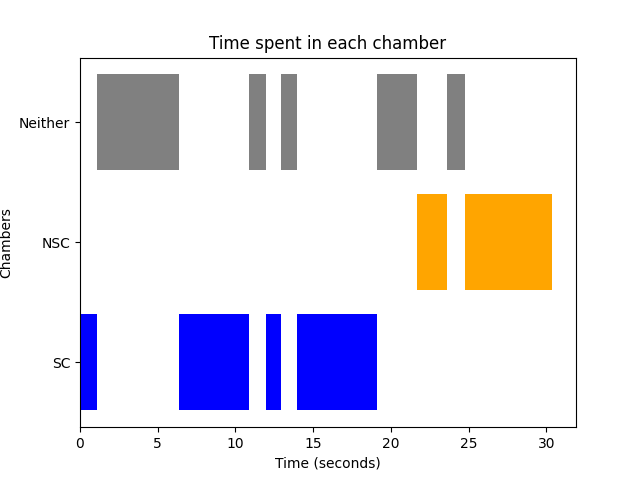 Time spent in each chamber
Neither
NSC
SC
Chambers
0 5 10 15 20 25 30
Time (seconds)